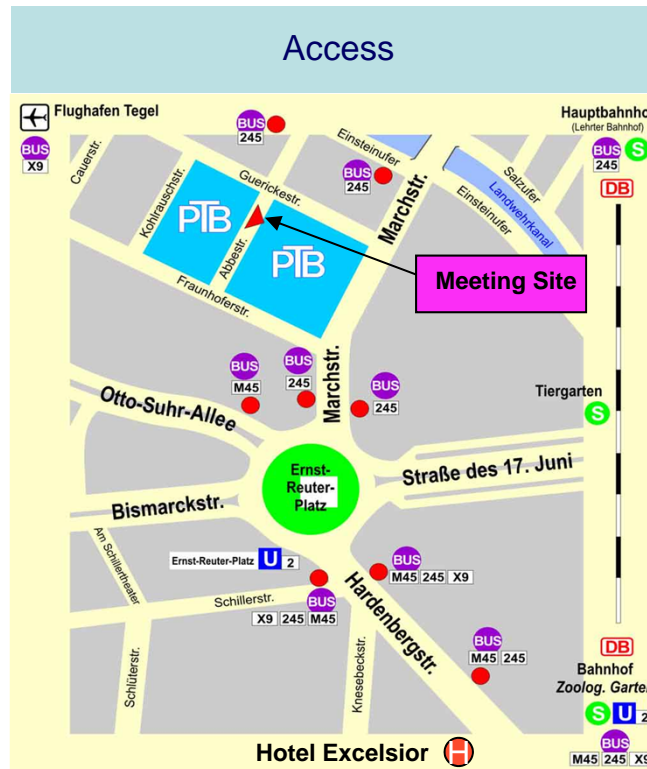 Access
Flughafen Tegel
BUS
X9
BUS
245
Hauptbahnhof
(Lehrter Bahnhof)
BUS
245
S
DB
Cauerstr.
Kohlrauschstr.
Guerickestr.
Einsteinufer
BUS
245
Marchstr.
Einsteinufer
Landwehrkanal
Salzufer
PTB
Abbestr.
PTB
Fraunhoferstr.
Meeting Site
BUS
M45
BUS
245
Marchstr.
BUS
245
Tiergarten
S
Otto-Suhr-Allee
Ernst-
Reuter-
Platz
Straße des 17. Juni
Bismarckstr.
Am Schillertheater
Ernst-Reuter-Platz U 2
BUS
M45 245 X9
Schillerstr.
BUS
X9 245 M45
Hardenbergstr.
BUS
M45 245
Schlüterstr.
Knesebeckstr.
DB
Bahnhof
Zoolog. Garten
S U 2
BUS
M45 245 X9
Hotel Excelsior H